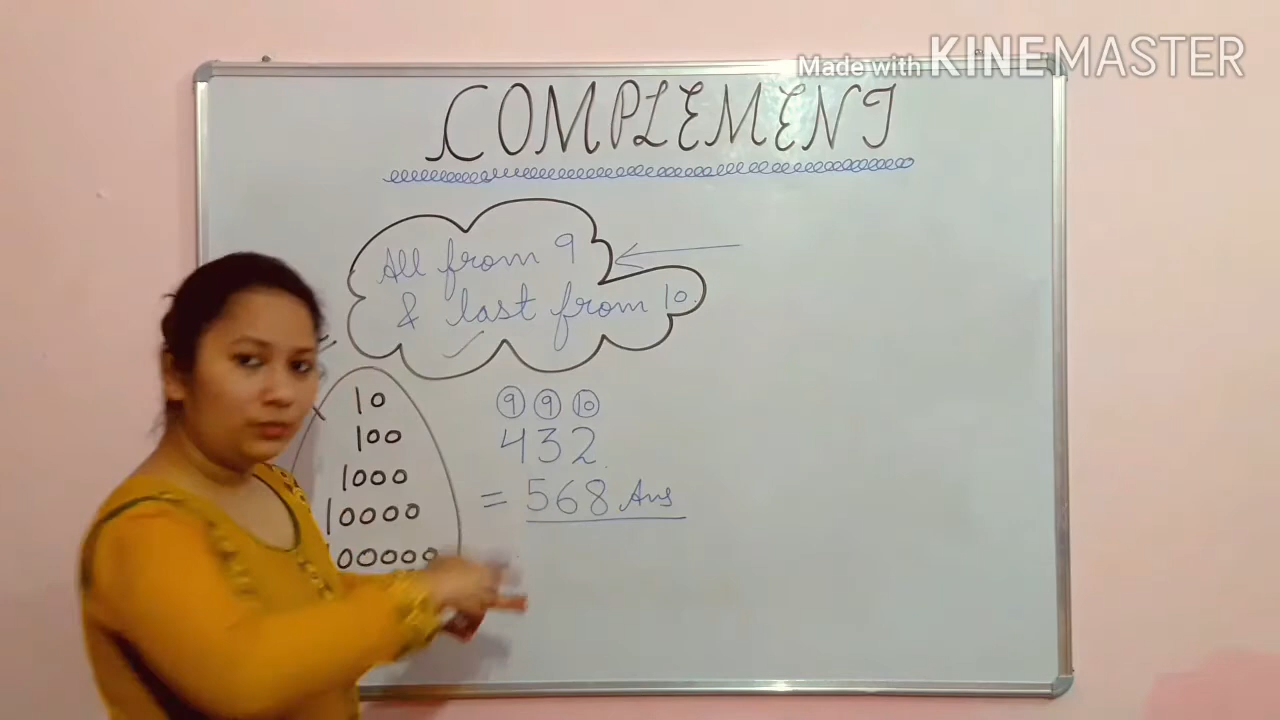 Made with KINEMASTER
COMPLEMENT
All from 9
& last from 10.
10
100
1000
10000
00000
9 9 10
432
= 568 Ans